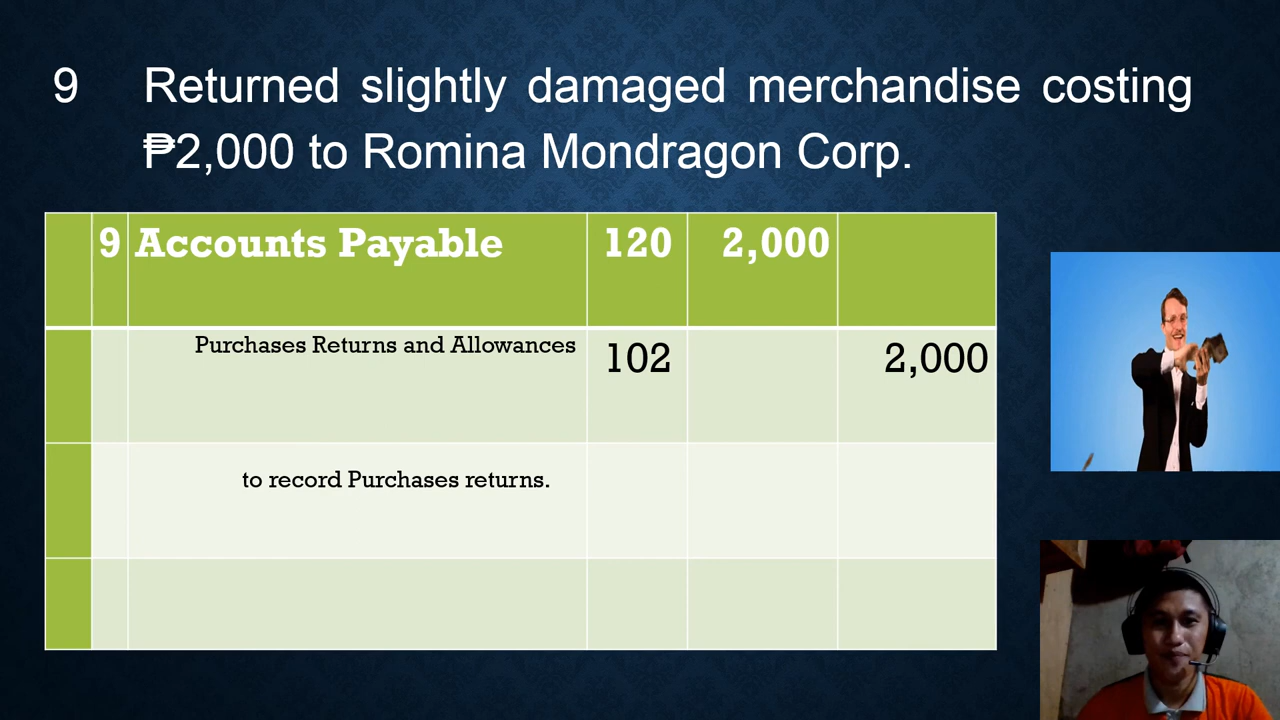 9 Returned slightly damaged merchandise costing
₱2,000 to Romina Mondragon Corp.
9 Accounts Payable 120 2,000
Purchases Returns and Allowances 102 2,000
to record Purchases returns.